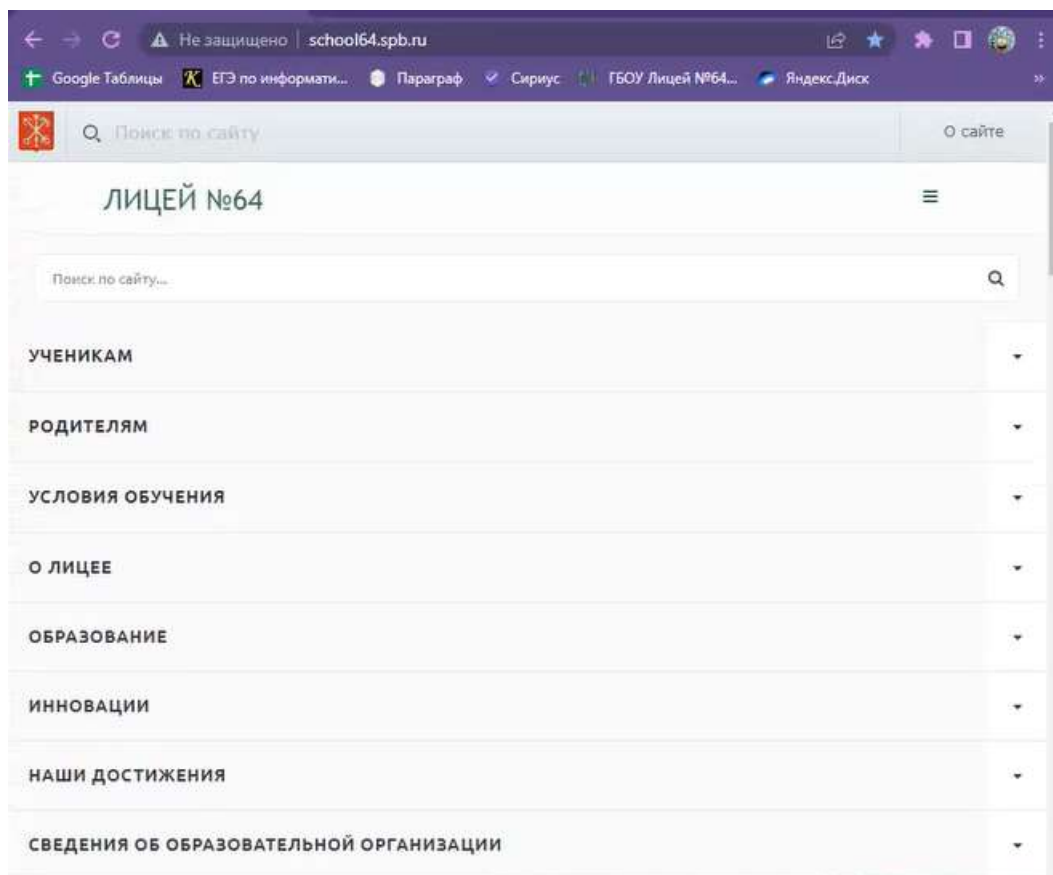 Не защищено | school64.spb.ru
Google Таблицы ЕГЭ по информати... Параграф Сириус ГБОУ Лицей №64... Яндекс.Диск »
Поиск по сайту О сайте
ЛИЦЕЙ №64
Поиск по сайту...
УЧЕНИКАМ
РОДИТЕЛЯМ
УСЛОВИЯ ОБУЧЕНИЯ
О ЛИЦЕЕ
ОБРАЗОВАНИЕ
ИННОВАЦИИ
НАШИ ДОСТИЖЕНИЯ
СВЕДЕНИЯ ОБ ОБРАЗОВАТЕЛЬНОЙ ОРГАНИЗАЦИИ